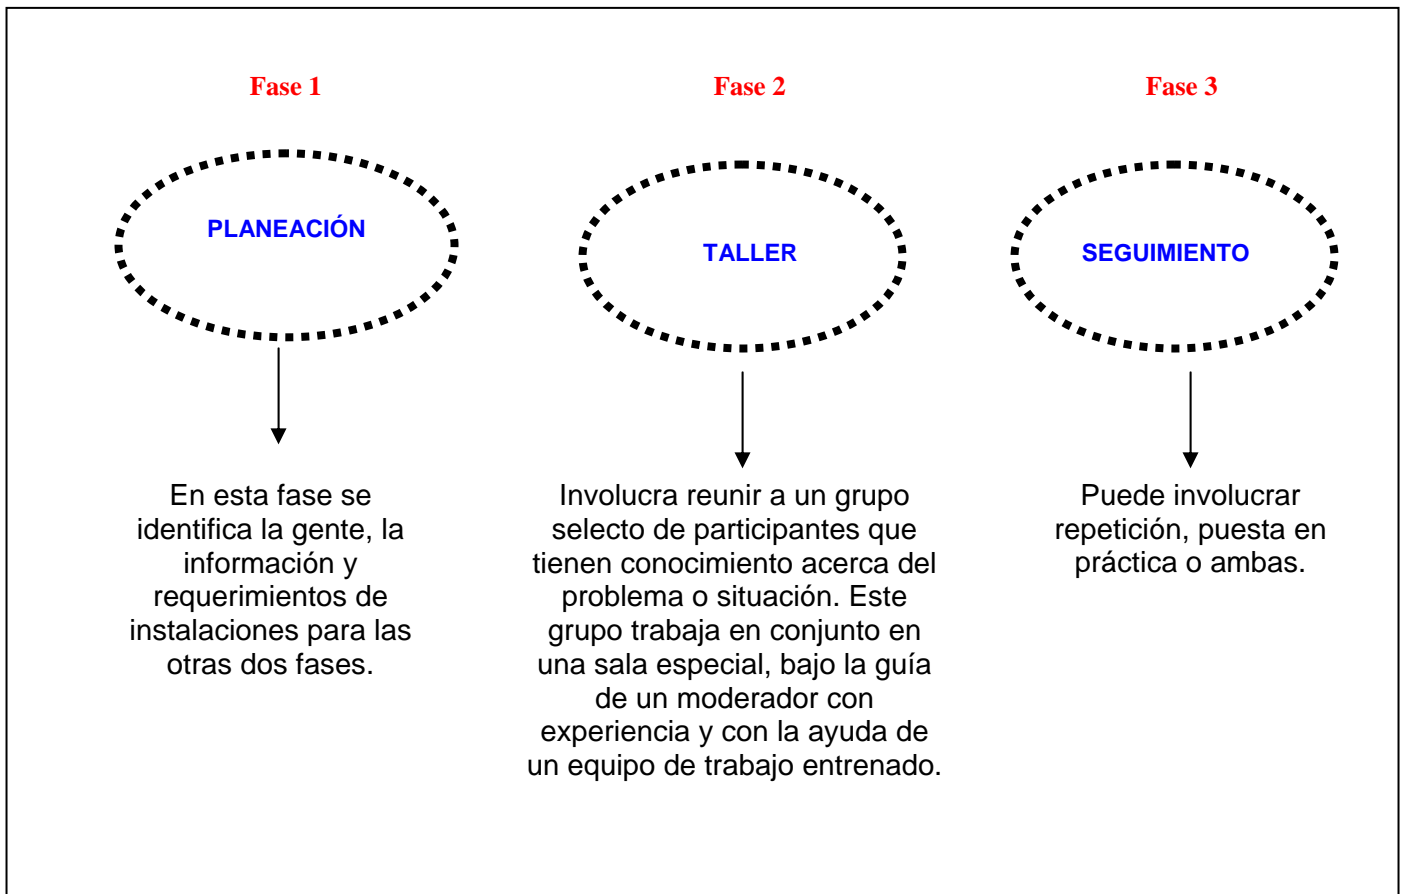 Fase 1
PLANEACIÓN
En esta fase se
identifica la gente, la
información y
requerimientos de
instalaciones para las
otras dos fases.
Fase 2
TALLER
Involucra reunir a un grupo
selecto de participantes que
tienen conocimiento acerca del
problema o situación. Este
grupo trabaja en conjunto en
una sala especial, bajo la guía
de un moderador con
experiencia y con la ayuda de
un equipo de trabajo entrenado.
Fase 3
SEGUIMIENTO
Puede involucrar
repetición, puesta en
práctica o ambas.